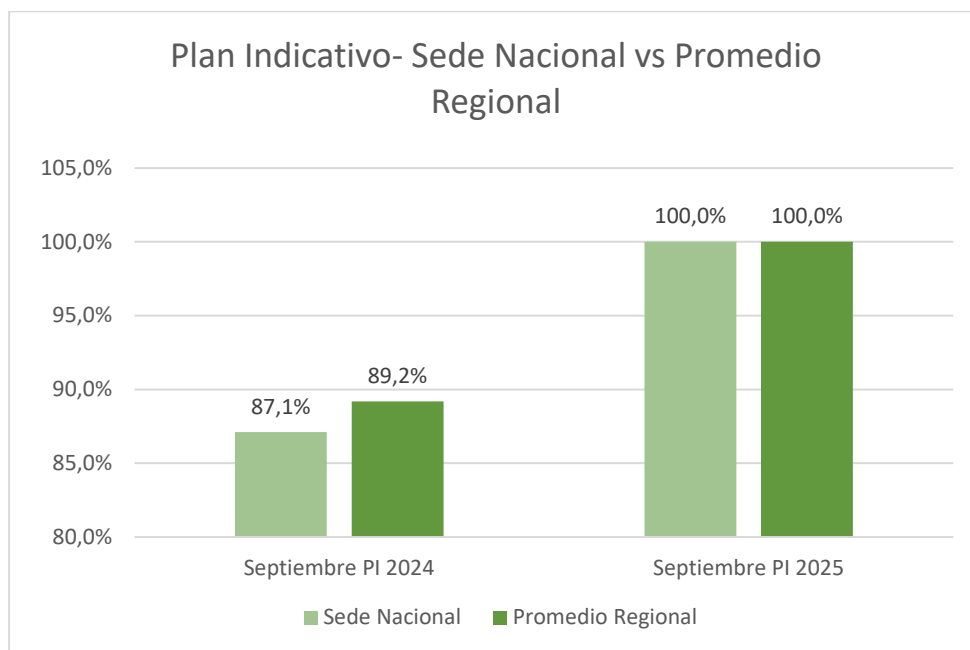 Plan Indicativo- Sede Nacional vs Promedio
Regional
105,0%
100,0%
95,0%
90,0%
85,0%
80,0%
87,1%
89,2%
100,0%
100,0%
Septiembre PI 2024
Septiembre PI 2025
Sede Nacional
Promedio Regional